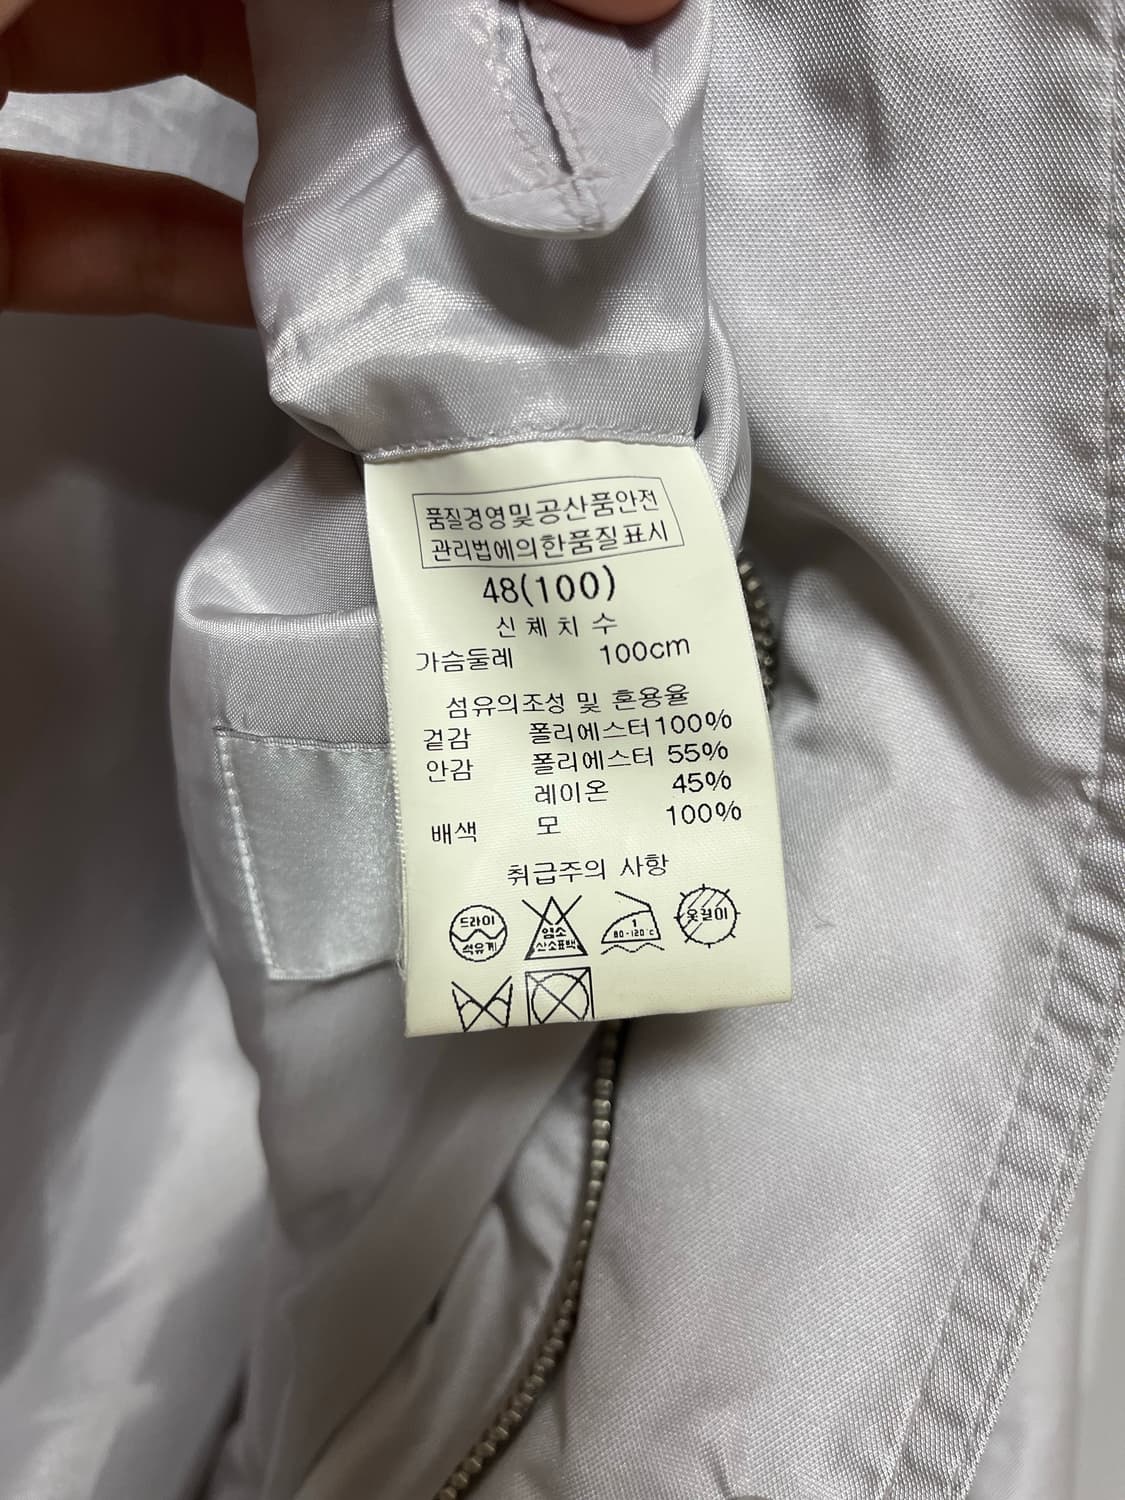 품질경영및공산품안전
관리법에의한품질표시
48(100)
신 체 치 수
가슴둘레 100cm
섬유의조성 및 혼용율
겉감 폴리에스터 100%
안감 폴리에스터 55%
레이온 45%
배색 모 100%
취급주의 사항
드라이
석유계
염소
산소표백
1
80-120℃
옷걸이